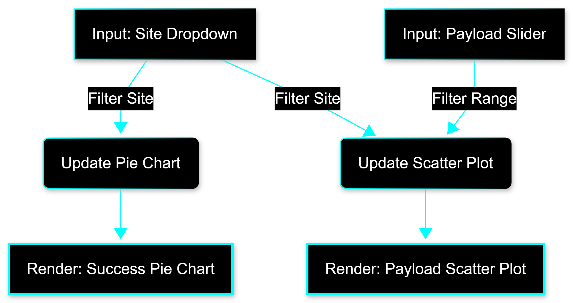 Input: Site Dropdown
Input: Payload Slider
Filter Site
Filter Site
Filter Range
Update Pie Chart
Update Scatter Plot
Render: Success Pie Chart
Render: Payload Scatter Plot